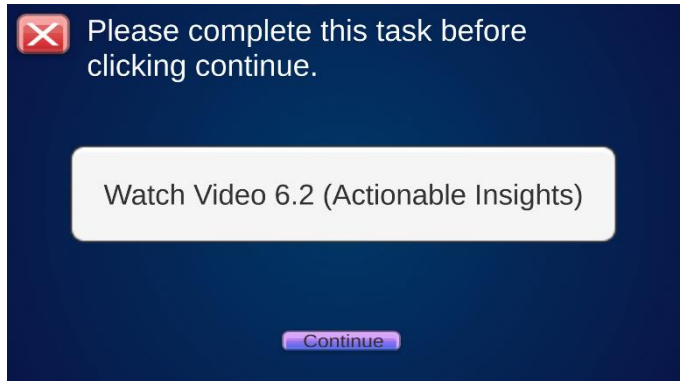 Please complete this task before
clicking continue.
Watch Video 6.2 (Actionable Insights)
Continue